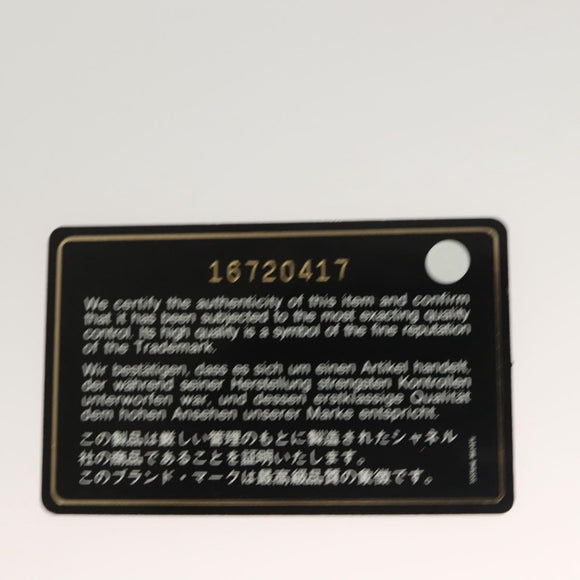 16720417
We certify the authenticity of this item and confirm
that it has been subjected to the most exacting quality
control. Its high quality is a symbol of the fine reputation
of the Trademark.
Wir bestätigen, dass es sich um einen Artikel handelt,
der während seiner Herstellung strengsten Kontrollen
unterworfen war, und dessen erstklassige Qualität
dem hohen Ansehen unserer Marke entspricht.
この製品は厳しい管理のもとに製造されたシャネル
社の商品であることを証明いたします。
このブランド・マークは最高級品質の象徴です。